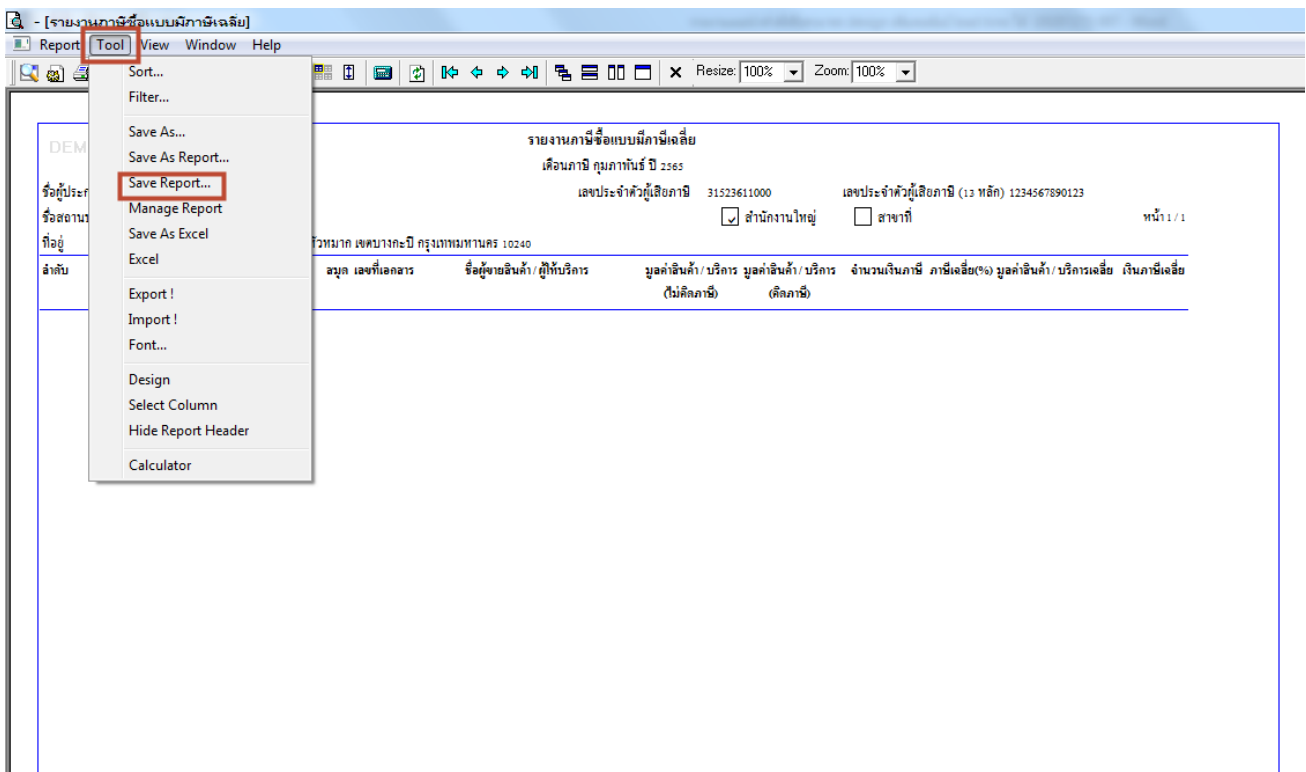 - [รายงานภาษีซื้อแบบมีภาษีเฉลี่ย]
Report Tool View Window Help
Resize: 100% Zoom: 100%
Sort...
Filter...
Save As...
Save As Report...
Save Report...
Manage Report
Save As Excel
Excel
Export !
Import !
Font...
Design
Select Column
Hide Report Header
Calculator
DEM
รายงานภาษีซื้อแบบมีภาษีเฉลี่ย
เดือนภาษี กุมภาพันธ์ ปี 2565
เลขประจำตัวผู้เสียภาษี 31523611000 เลขประจำตัวผู้เสียภาษี (13 หลัก) 1234567890123
สำนักงานใหญ่ สาขาที่ หน้า 1 / 1
ที่อยู่ หัวหมาก เขตบางกะปิ กรุงเทพมหานคร 10240
ลำดับ สมุด เลขที่เอกสาร ชื่อผู้ขายสินค้า / ผู้ให้บริการ มูลค่าสินค้า / บริการ มูลค่าสินค้า / บริการ จำนวนเงินภาษี ภาษีเฉลี่ย(%) มูลค่าสินค้า / บริการเฉลี่ย เงินภาษีเฉลี่ย
(ไม่คิดภาษี) (คิดภาษี)